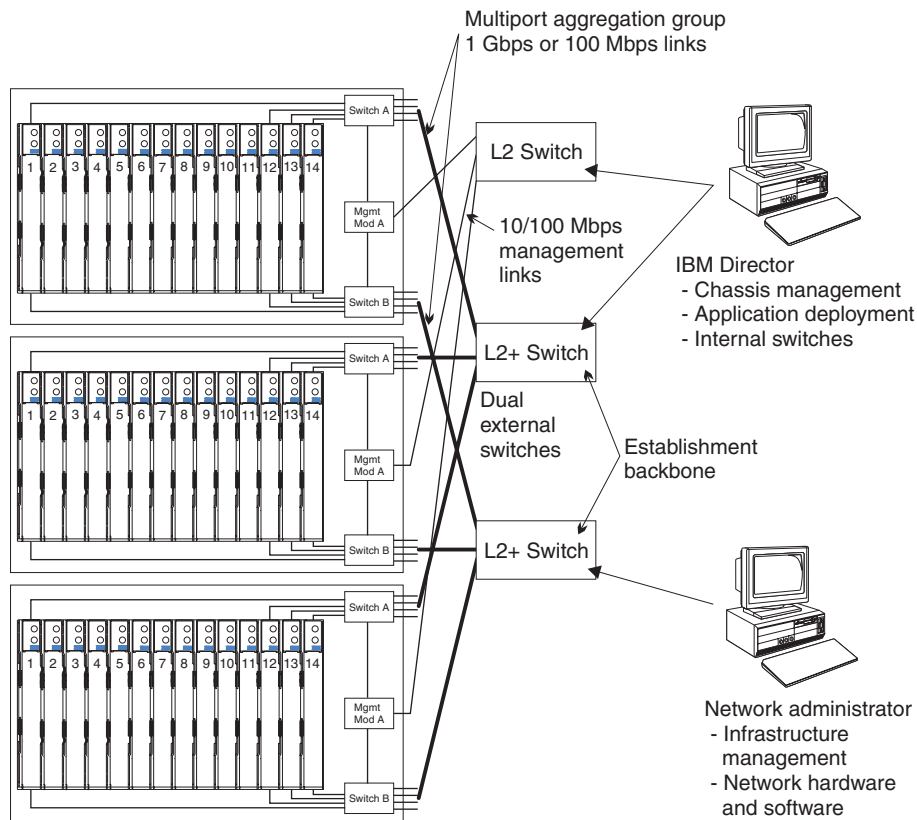 Multiport aggregation group
1 Gbps or 100 Mbps links
Switch A
1 2 3 4 5 6 7 8 9 10 11 12 13 14
Mgmt
Mod A
Switch B
L2 Switch
10/100 Mbps
management
links
IBM Director
- Chassis management
- Application deployment
- Internal switches
Switch A
1 2 3 4 5 6 7 8 9 10 11 12 13 14
Mgmt
Mod A
Switch B
L2+ Switch
Dual
external
switches
Establishment
backbone
L2+ Switch
Switch A
1 2 3 4 5 6 7 8 9 10 11 12 13 14
Mgmt
Mod A
Switch B
Network administrator
- Infrastructure
management
- Network hardware
and software